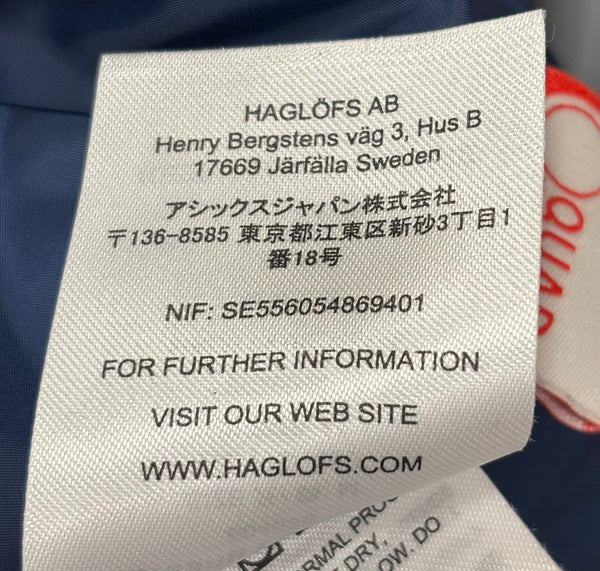 HAGLÖFS AB
Henry Bergstens väg 3, Hus B
17669 Järfälla Sweden
アシックスジャパン株式会社
〒136-8585 東京都江東区新砂3丁目1
番18号
NIF: SE556054869401
FOR FURTHER INFORMATION
VISIT OUR WEB SITE
WWW.HAGLOFS.COM
DRY,
DO